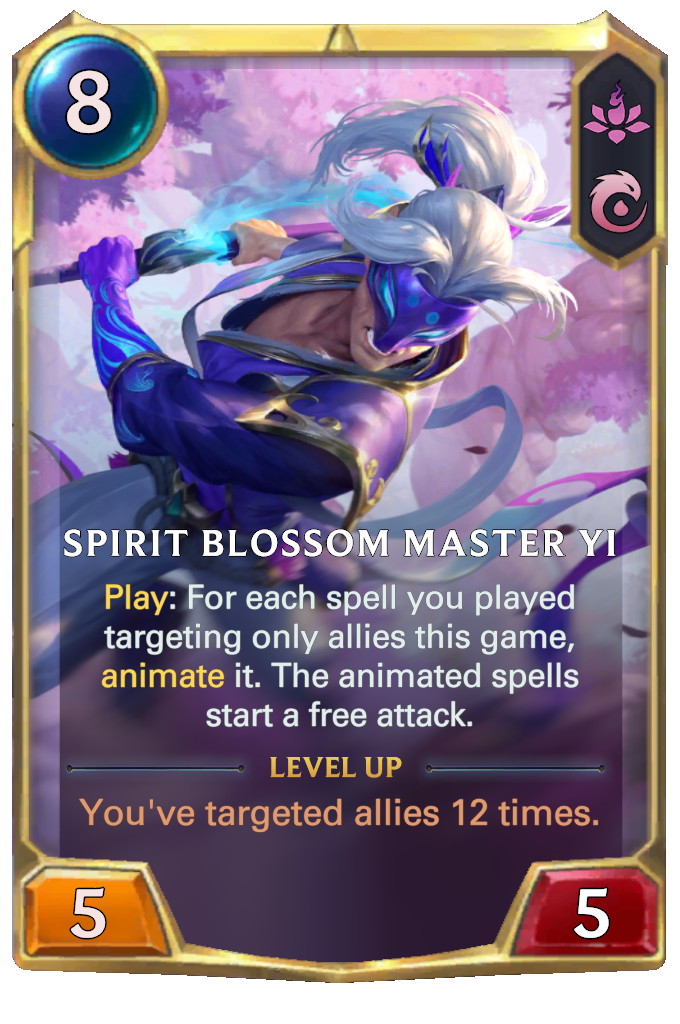 8
SPIRIT BLOSSOM MASTER YI
Play: For each spell you played
targeting only allies this game,
animate it. The animated spells
start a free attack.
LEVEL UP
You've targeted allies 12 times.
5
5